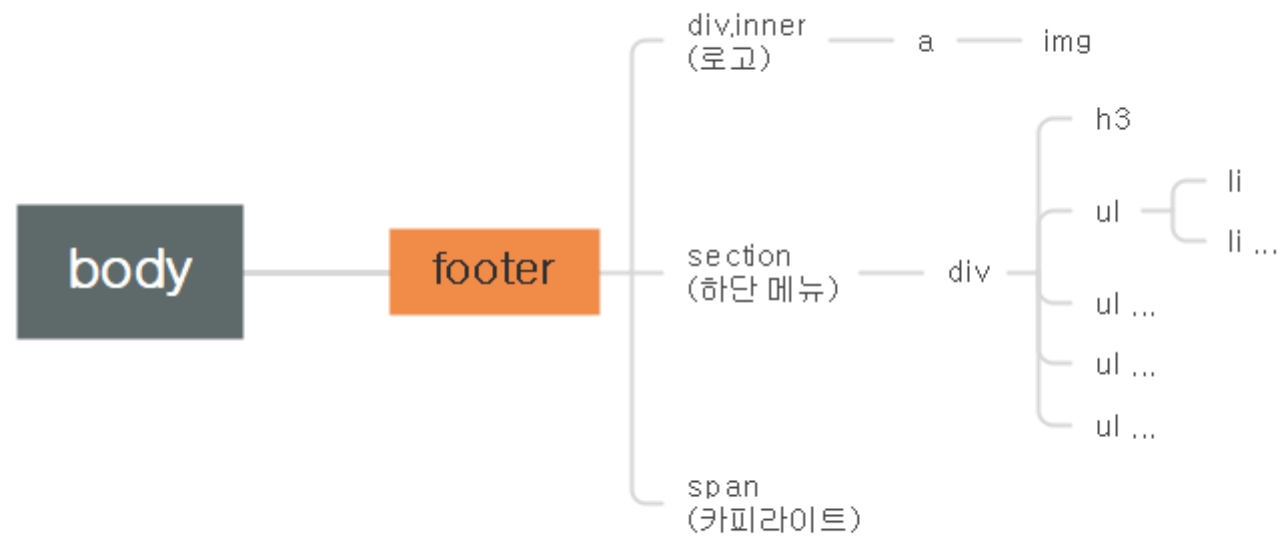 div.inner
(로고)
a
img
h3
li
ul
li ...
body
footer
section
(하단 메뉴)
div
ul ...
ul ...
ul ...
span
(카피라이트)